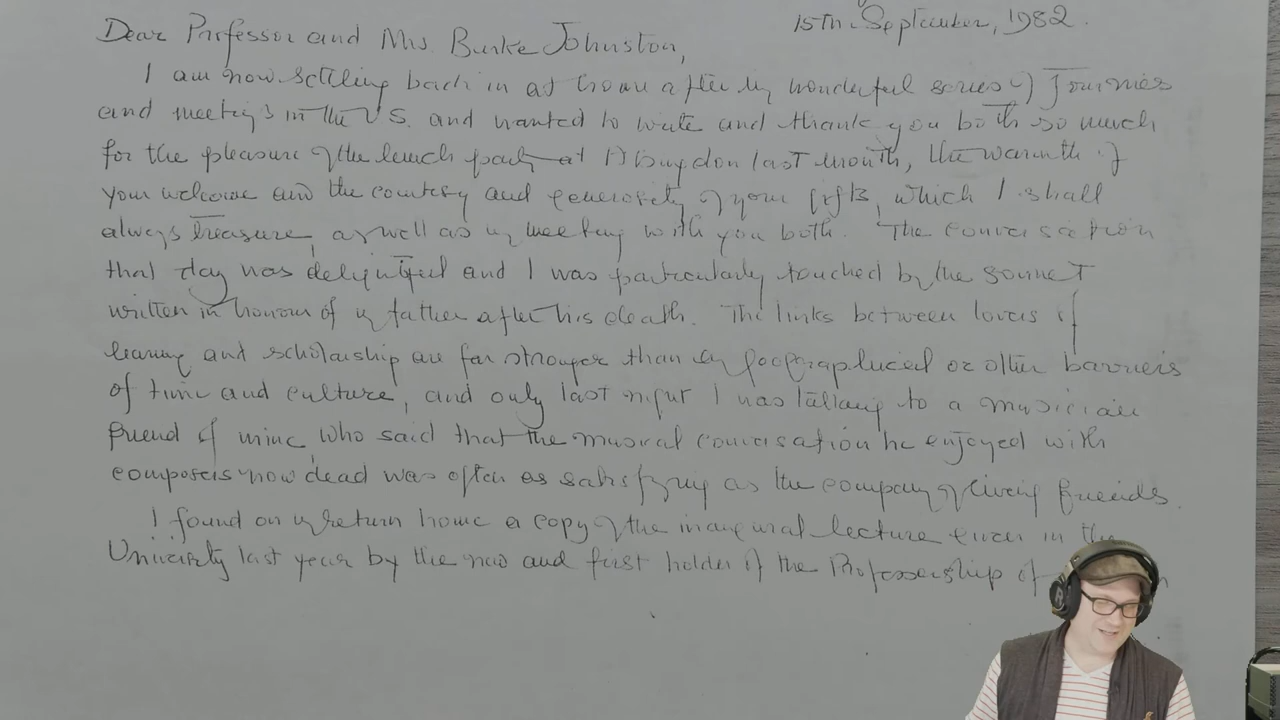 15th September, 1982.
Dear Professor and Mrs. Burke Johnston,
I am now settling back in at home after my wonderful series of Journies
and meetings in the U.S. and wanted to write and thank you both so much
for the pleasure of the lunch party at Abingdon last month, the warmth of
your welcome and the courtesy and generosity of your gifts, which I shall
always treasure, as well as my meeting with you both. The conversation
that day was delightful and I was particularly touched by the sonnet
written in honour of my father after his death. The links between lovers of
learning and scholarship are far stronger than any geographical or other barriers
of time and culture, and only last night I was talking to a musician
friend of mine who said that the musical conversation he enjoyed with
composers now dead was often as satisfying as the company of living friends.
I found on my return home a copy of the inaugural lecture given in the
University last year by the new and first holder of the Professorship of